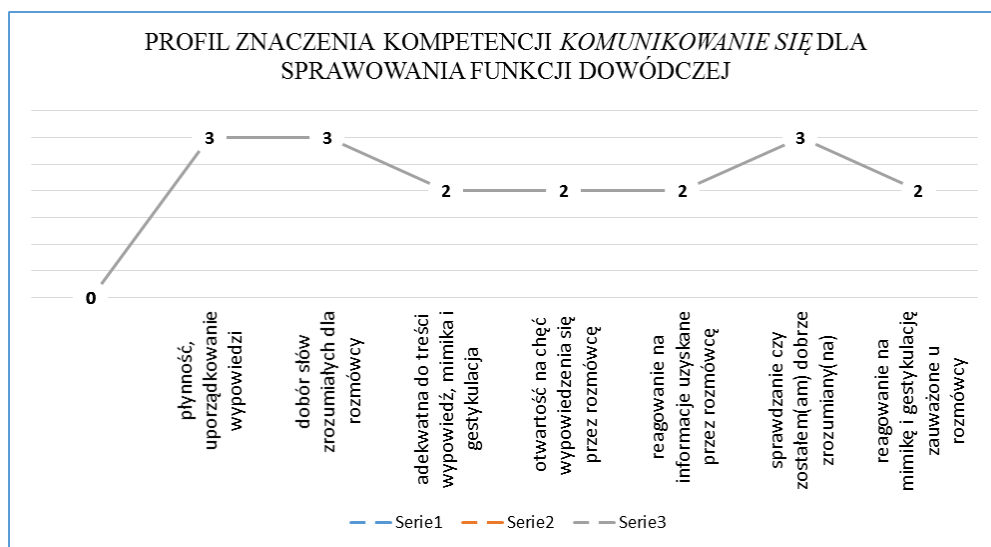 PROFIL ZNACZENIA KOMPETENCJI KOMUNIKOWANIE SIĘ DLA
SPRAWOWANIA FUNKCJI DOWÓDCZEJ
0
3
3
2
2
2
3
2
płynność,
uporządkowanie
wypowiedzi
dobór słów
zrozumiałych dla
rozmówcy
adekwatna do treści
wypowiedź, mimika i
gestykulacja
otwartość na chęć
wypowiedzenia się
przez rozmówcę
reagowanie na
informacje uzyskane
przez rozmówcę
sprawdzanie czy
zostałem(am) dobrze
zrozumiany(na)
reagowanie na
mimikę i gestykulację
zauważone u
rozmówcy
Serie1 Serie2 Serie3